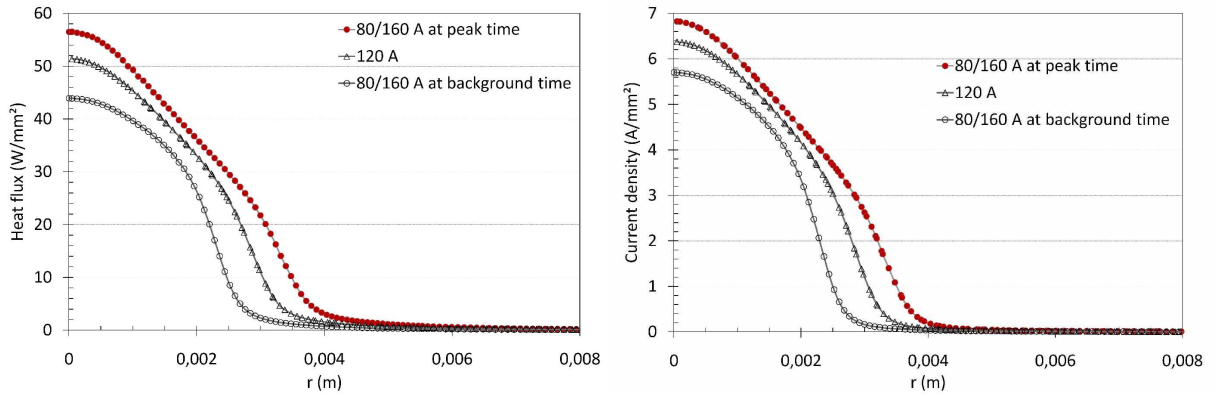 60
50
40
30
20
10
0
Heat flux (W/mm²)
80/160 A at peak time
120 A
80/160 A at background time
0
0,002
0,004
0,006
0,008
r (m)
7
6
5
4
3
2
1
0
Current density (A/mm²)
80/160 A at peak time
120 A
80/160 A at background time
0
0,002
0,004
0,006
0,008
r (m)